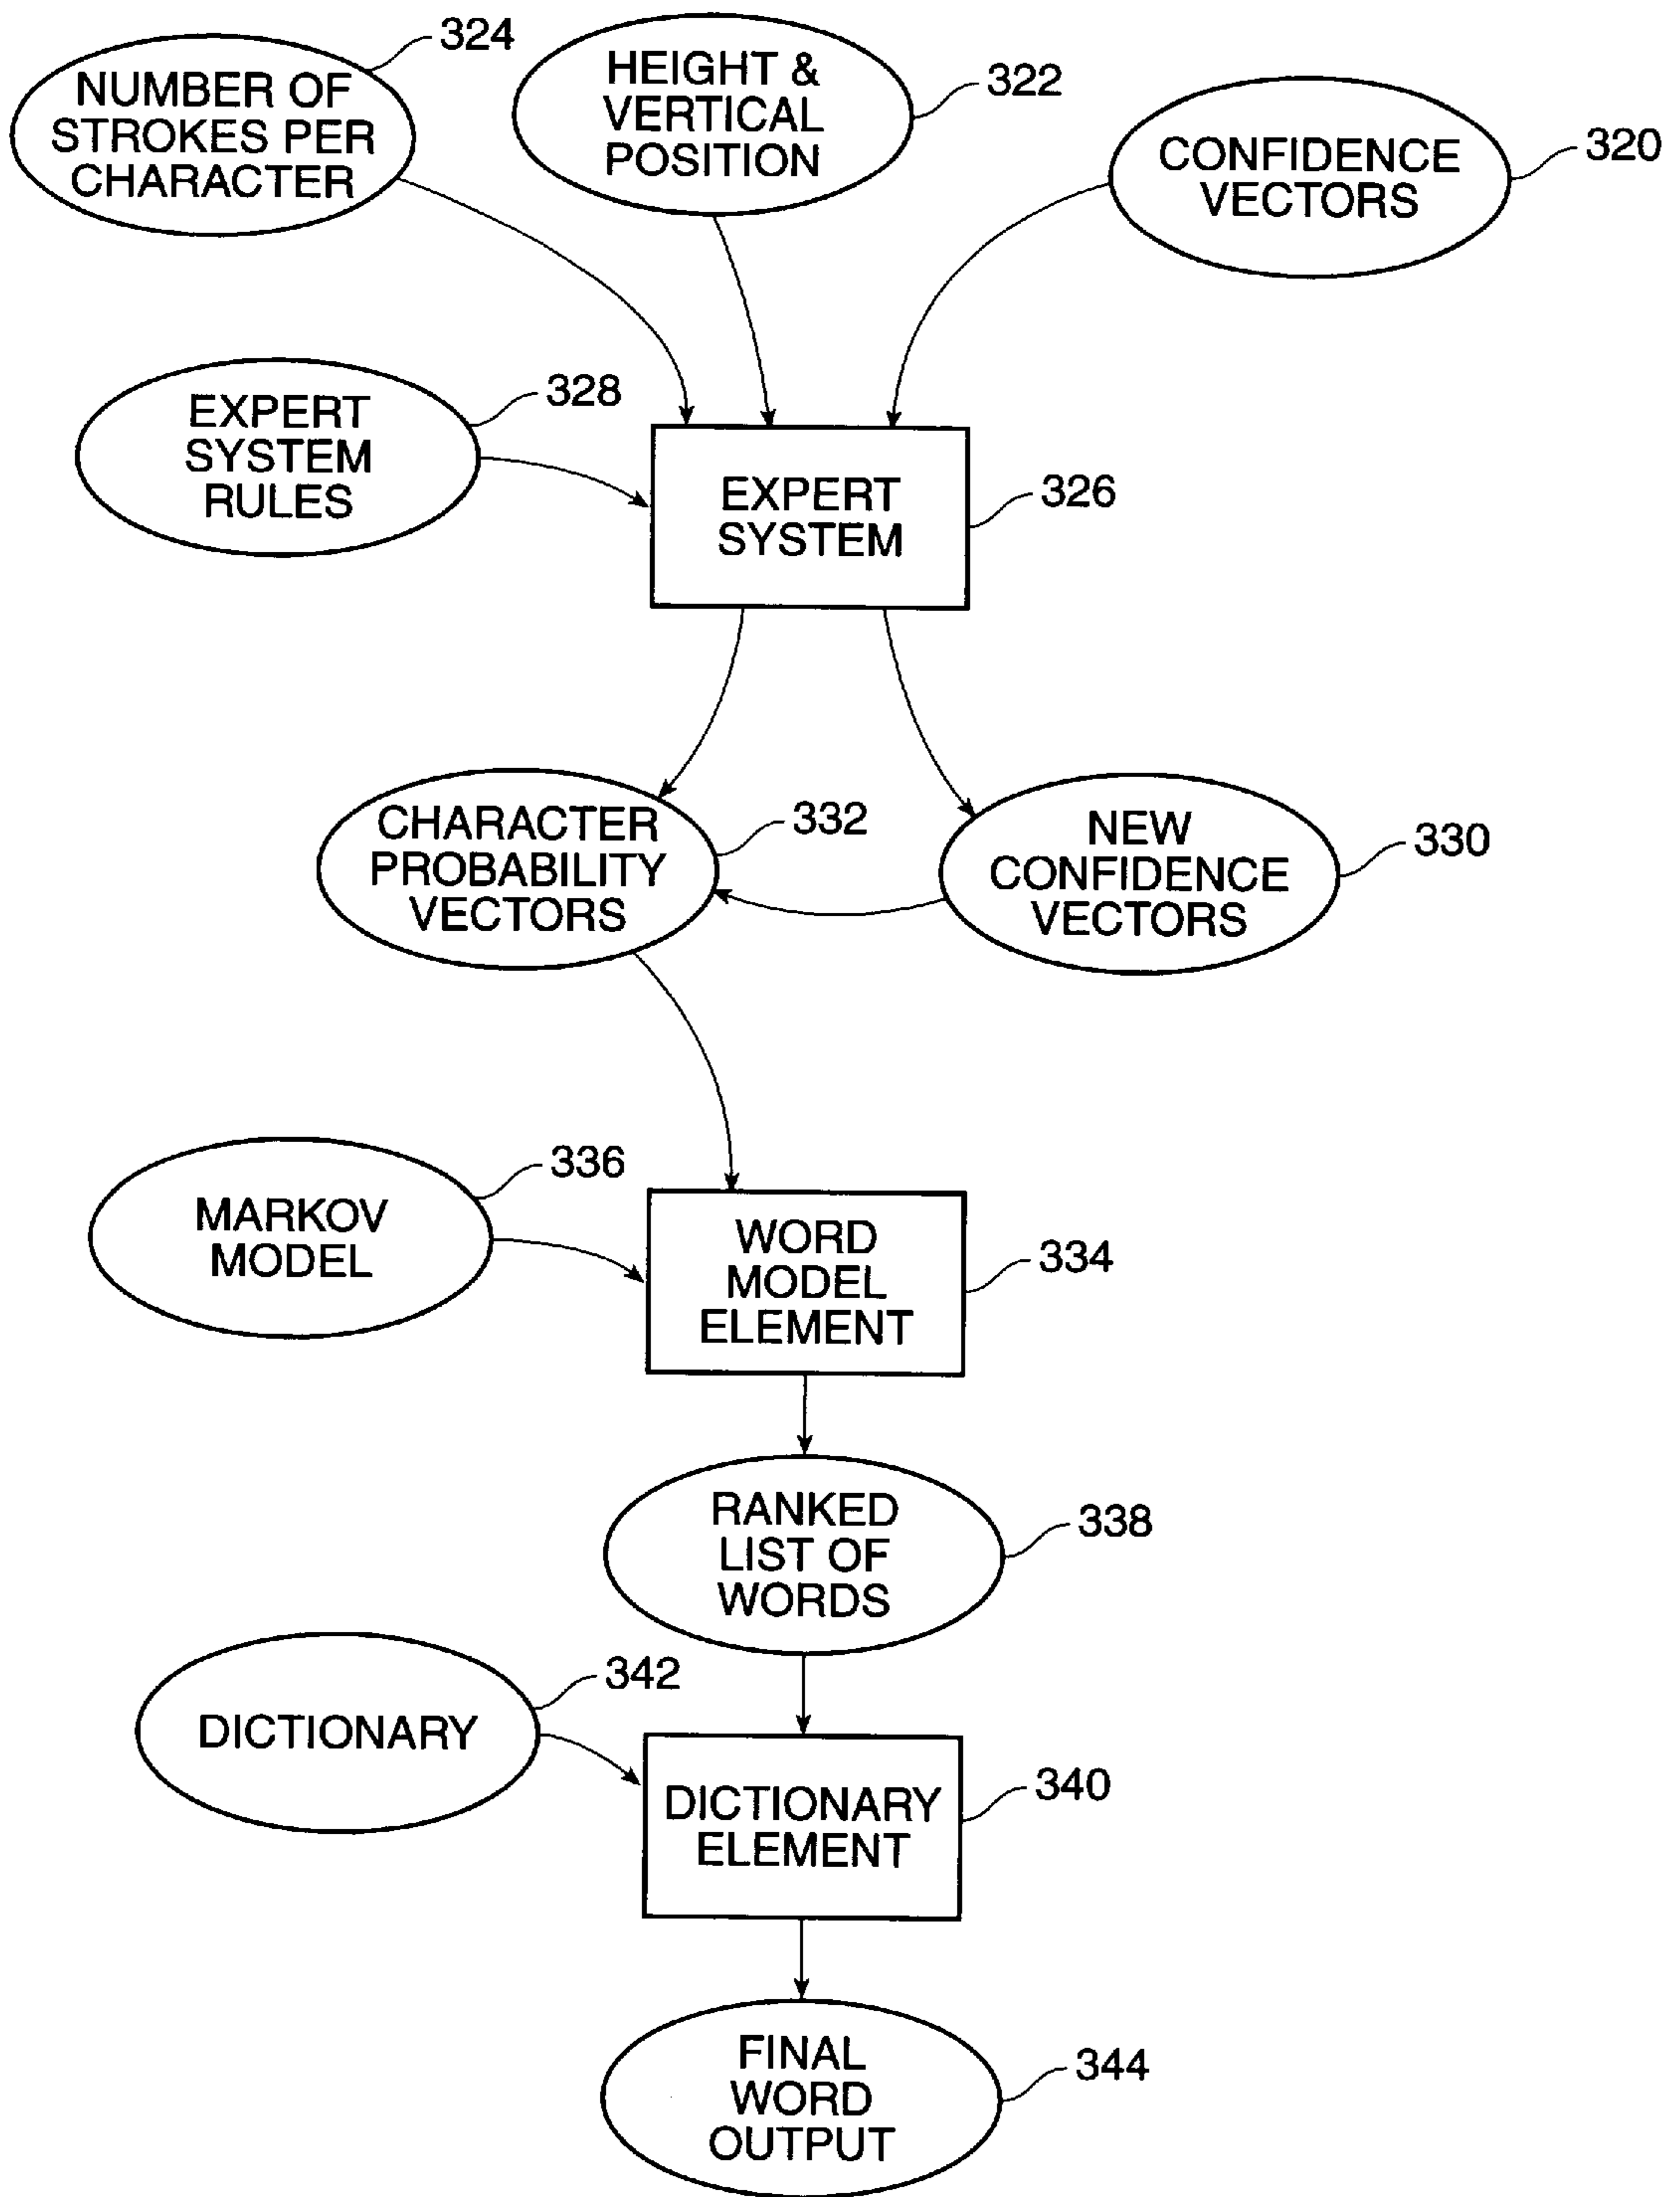 324
NUMBER OF
STROKES PER
CHARACTER
HEIGHT &
VERTICAL
POSITION
322
CONFIDENCE
VECTORS
320
EXPERT
SYSTEM
RULES
328
EXPERT
SYSTEM
326
CHARACTER
PROBABILITY
VECTORS
332
NEW
CONFIDENCE
VECTORS
330
MARKOV
MODEL
336
WORD
MODEL
ELEMENT
334
RANKED
LIST OF
WORDS
338
DICTIONARY
342
DICTIONARY
ELEMENT
340
FINAL
WORD
OUTPUT
344